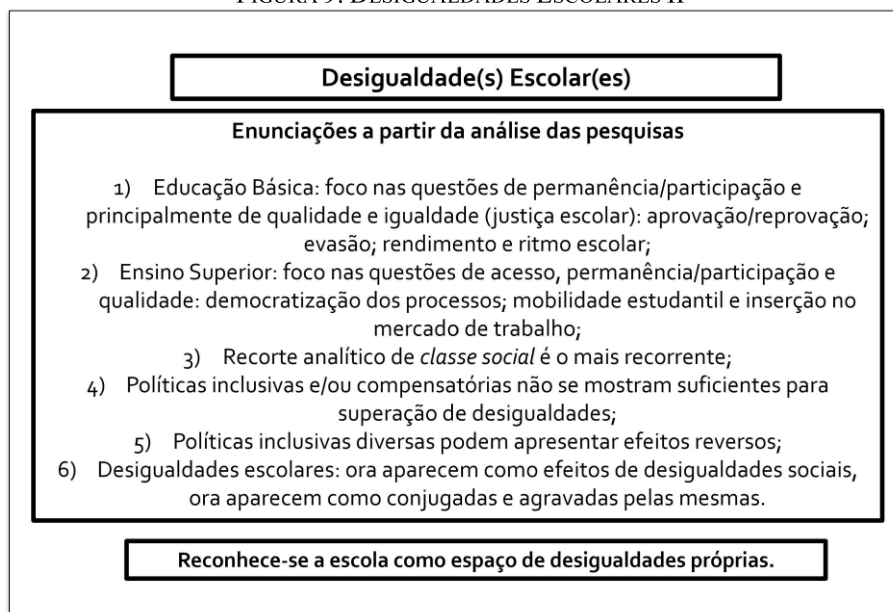 FIGURA 9: DESIGUALDADES ESCOLARES II
Desigualdade(s) Escolar(es)
Enunciações a partir da análise das pesquisas
1) Educação Básica: foco nas questões de permanência/participação e
principalmente de qualidade e igualdade (justiça escolar): aprovação/reprovação;
evasão; rendimento e ritmo escolar;
2) Ensino Superior: foco nas questões de acesso, permanência/participação e
qualidade: democratização dos processos; mobilidade estudantil e inserção no
mercado de trabalho;
3) Recorte analítico de classe social é o mais recorrente;
4) Políticas inclusivas e/ou compensatórias não se mostram suficientes para
superação de desigualdades;
5) Políticas inclusivas diversas podem apresentar efeitos reversos;
6) Desigualdades escolares: ora aparecem como efeitos de desigualdades sociais,
ora aparecem como conjugadas e agravadas pelas mesmas.
Reconhece-se a escola como espaço de desigualdades próprias.